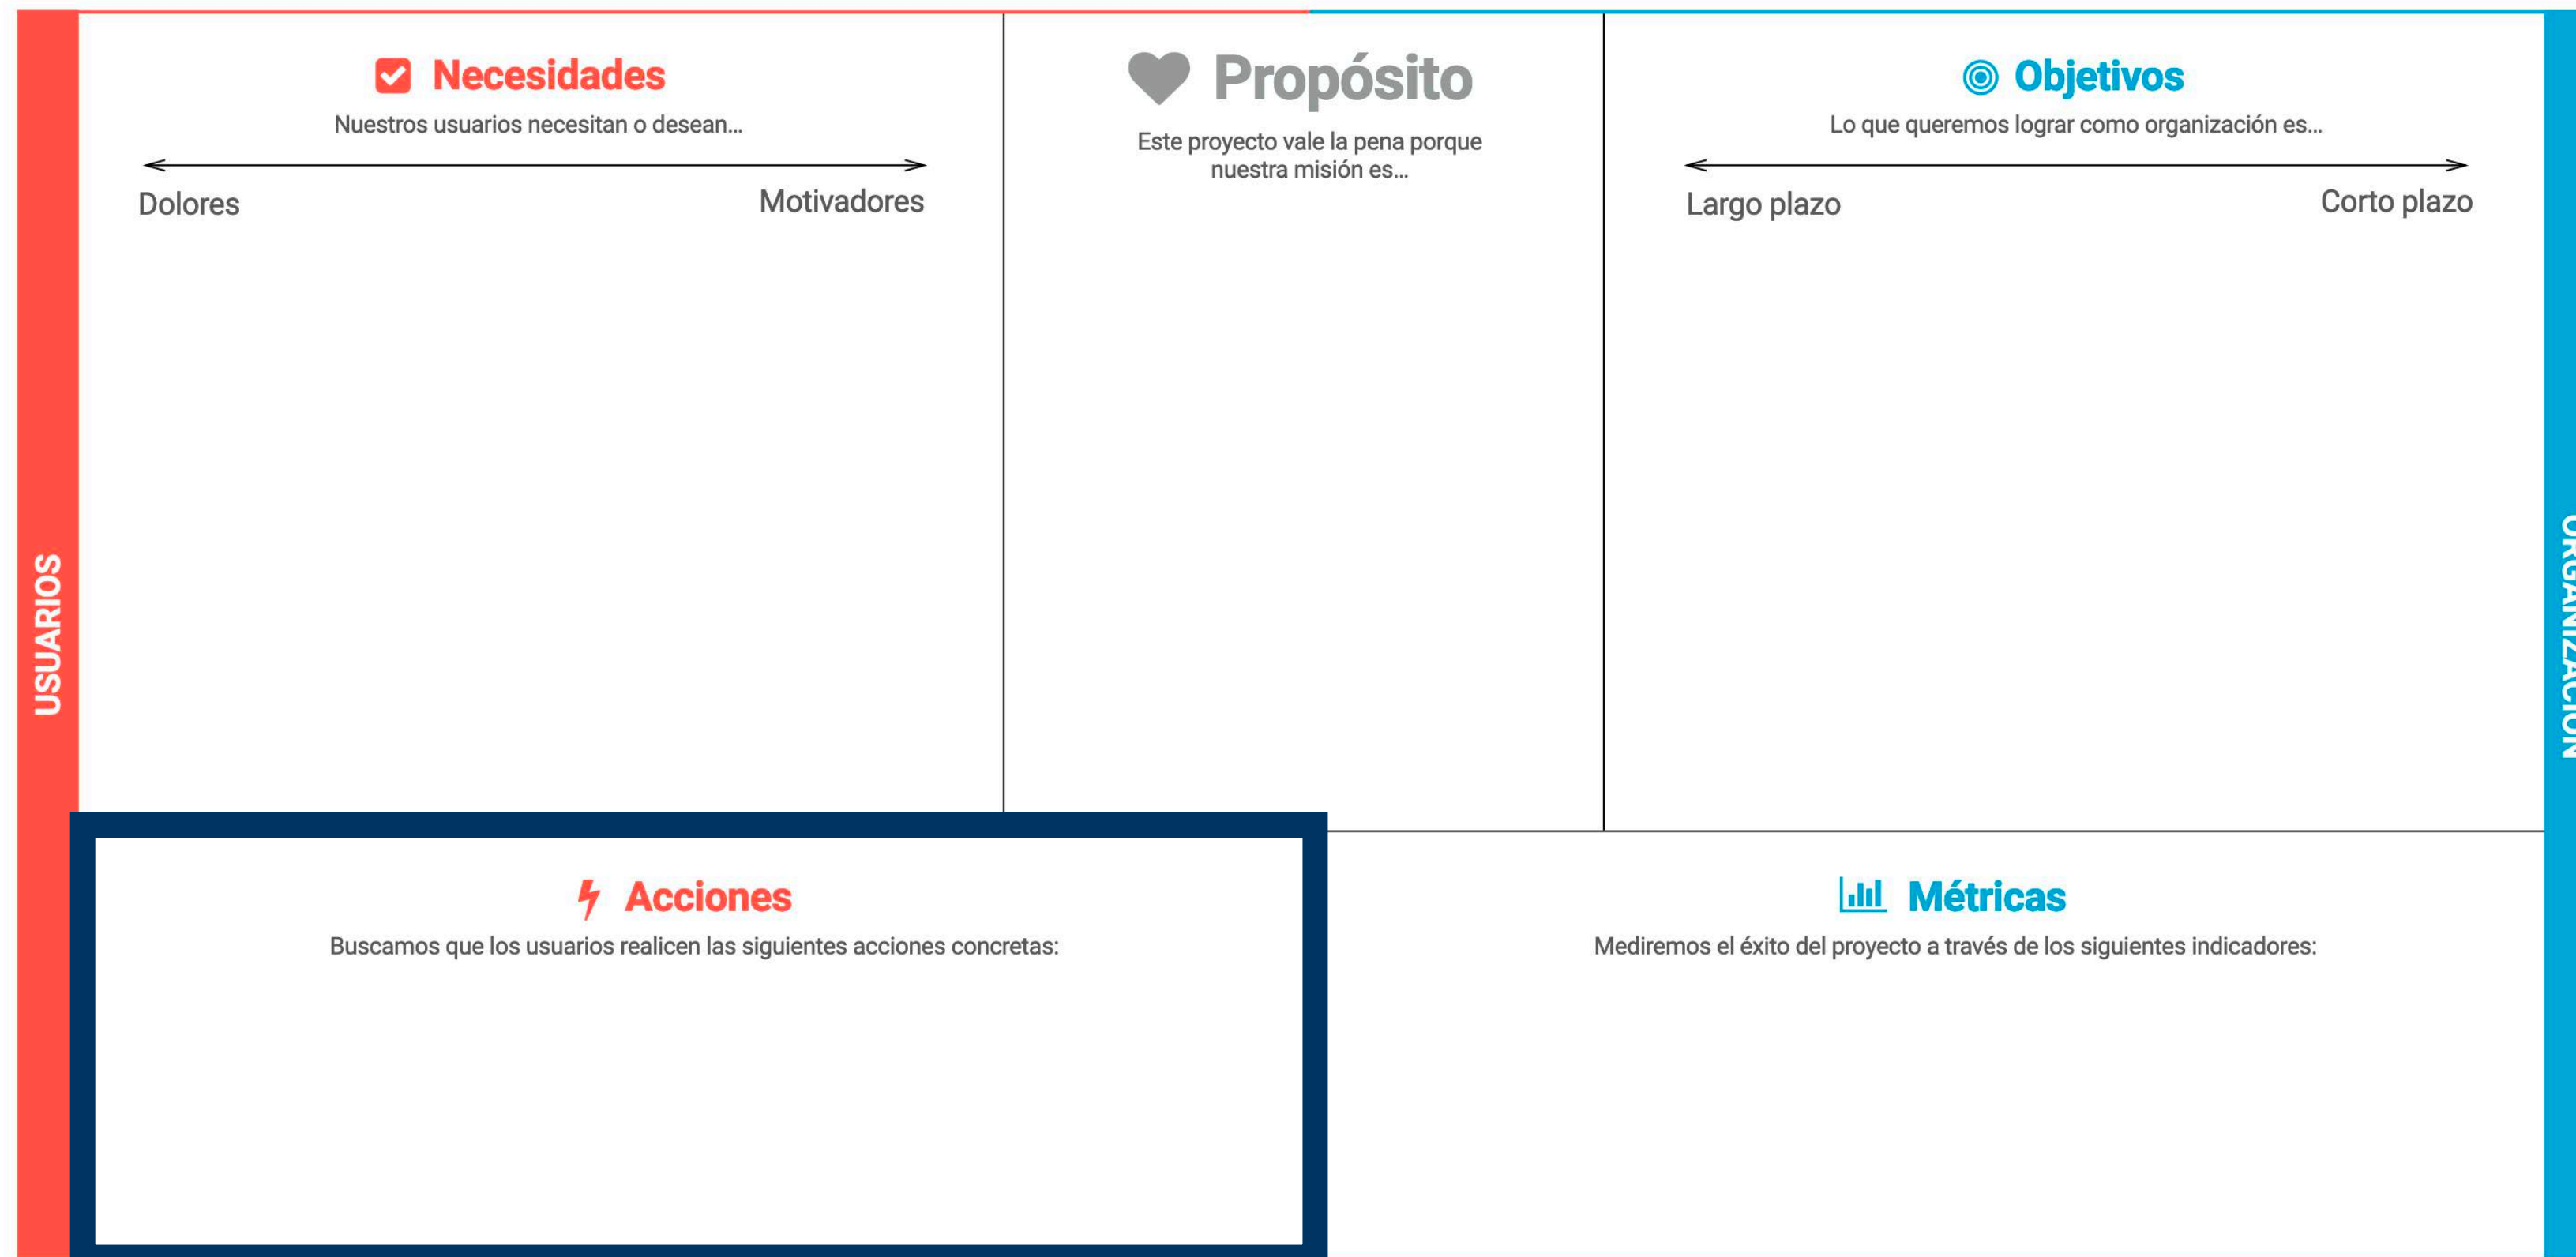 Necesidades
Nuestros usuarios necesitan o desean...
Dolores
Motivadores
Propósito
Este proyecto vale la pena porque
nuestra misión es...
Objetivos
Lo que queremos lograr como organización es...
Largo plazo
Corto plazo
USUARIOS
ORGANIZACIÓN
Acciones
Buscamos que los usuarios realicen las siguientes acciones concretas:
Métricas
Mediremos el éxito del proyecto a través de los siguientes indicadores: